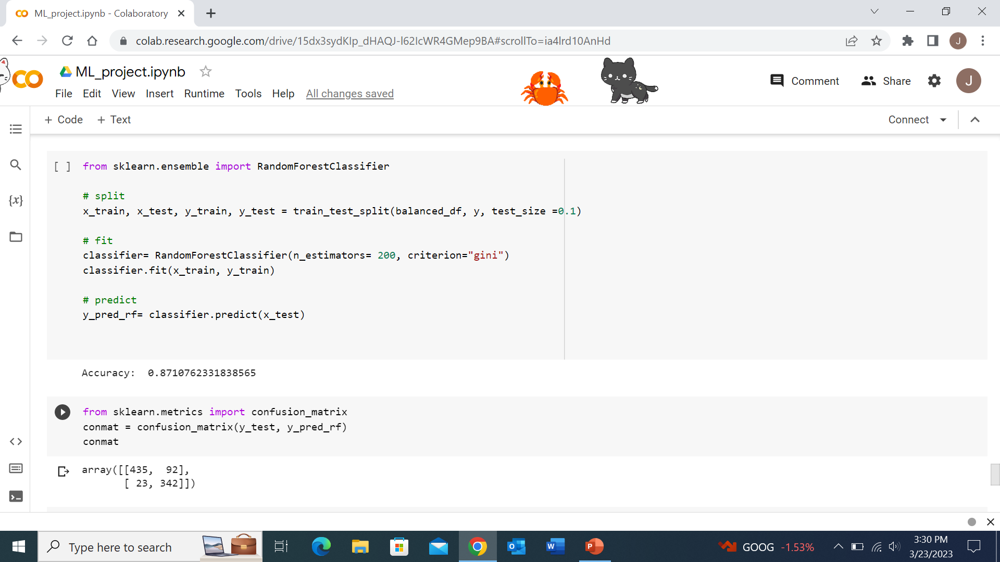 ML_project.ipynb - Colaboratory
colab.research.google.com/drive/15dx3sydKIp_dHAQJ-l62IcWR4GMep9BA#scrollTo=ia4lrd10AnHd
J
ML_project.ipynb
Comment
Share
J
File Edit View Insert Runtime Tools Help All changes saved
+ Code + Text
Connect
{x}
[ ] from sklearn.ensemble import RandomForestClassifier
# split
x_train, x_test, y_train, y_test = train_test_split(balanced_df, y, test_size =0.1)
# fit
classifier= RandomForestClassifier(n_estimators= 200, criterion="gini")
classifier.fit(x_train, y_train)
# predict
y_pred_rf= classifier.predict(x_test)
Accuracy:  0.8710762331838565
from sklearn.metrics import confusion_matrix
conmat = confusion_matrix(y_test, y_pred_rf)
conmat
array([[435,  92],
       [ 23, 342]])
Type here to search
GOOG -1.53%
3:30 PM
3/23/2023